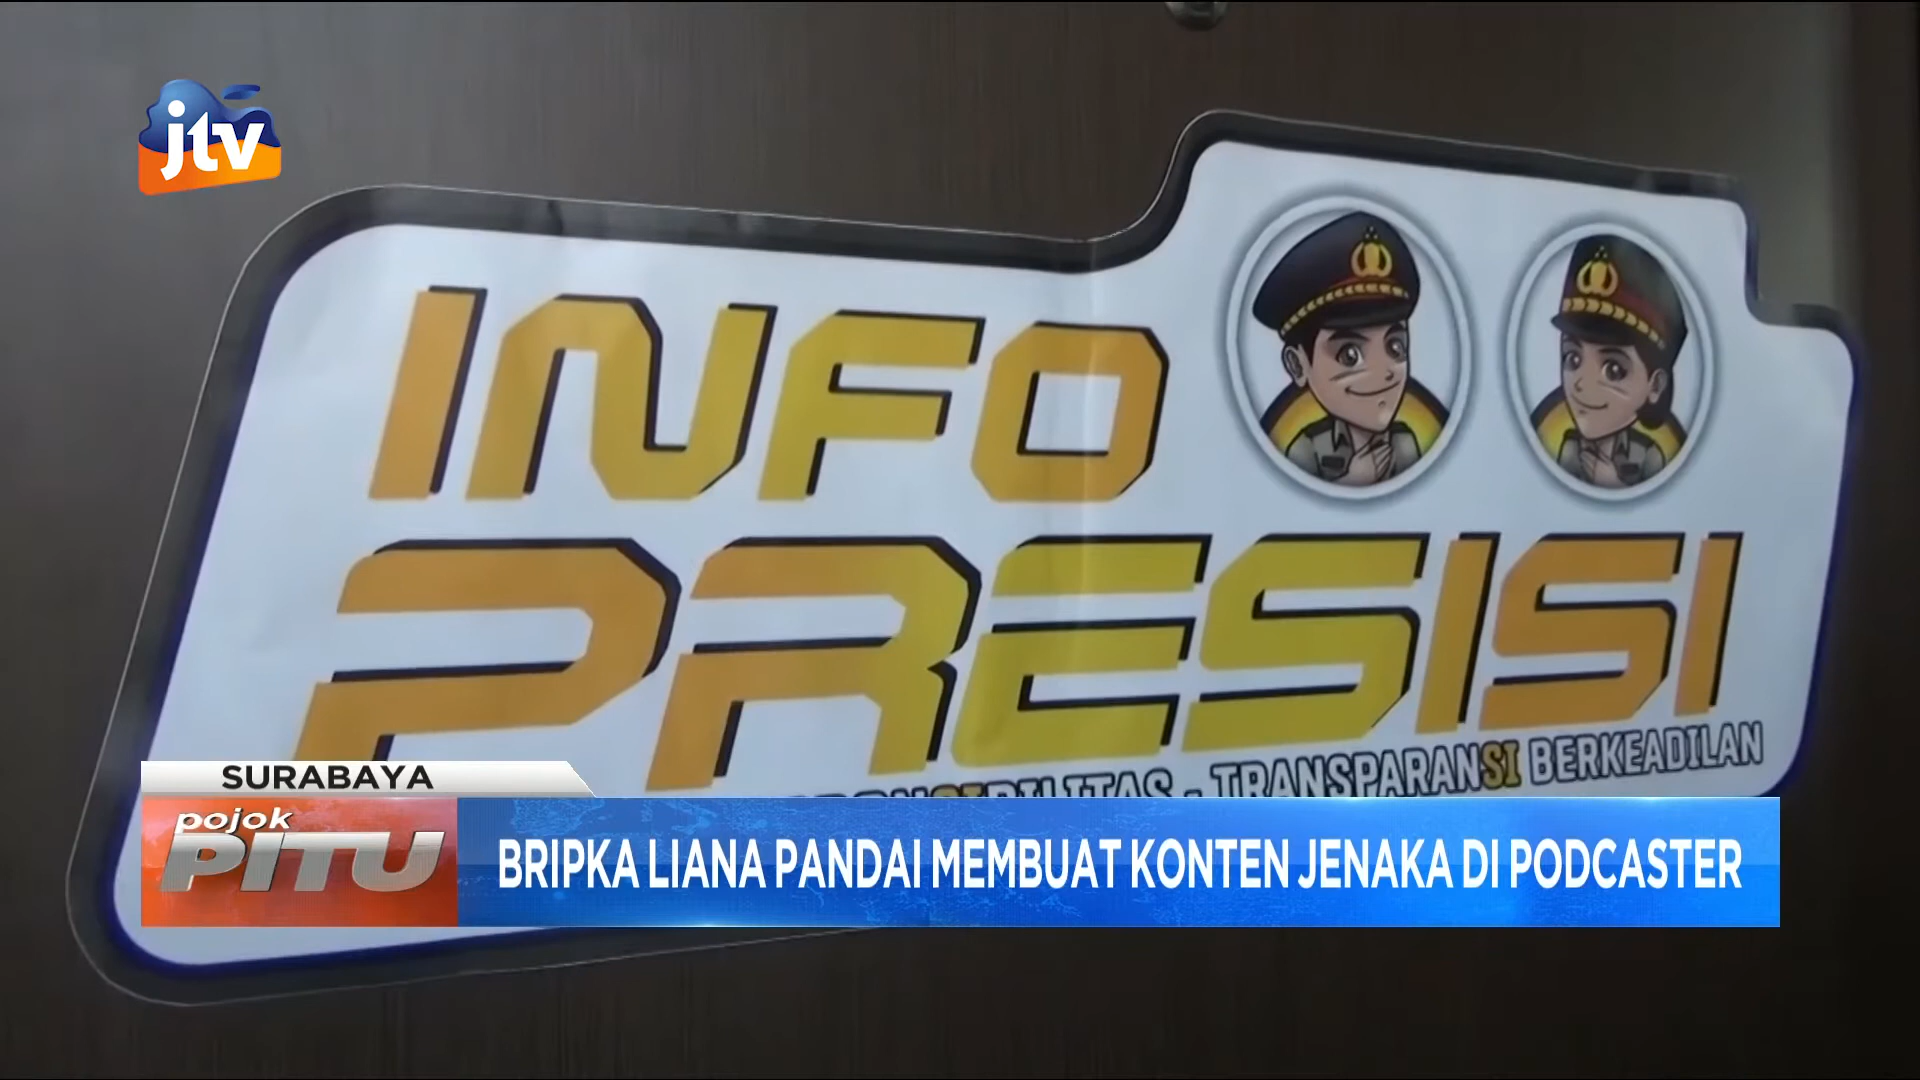 jtv
INFO
PRESISI
TRANSPARANSI BERKEADILAN
SURABAYA
pojok
PITU
BRIPKA LIANA PANDAI MEMBUAT KONTEN JENAKA DI PODCASTER